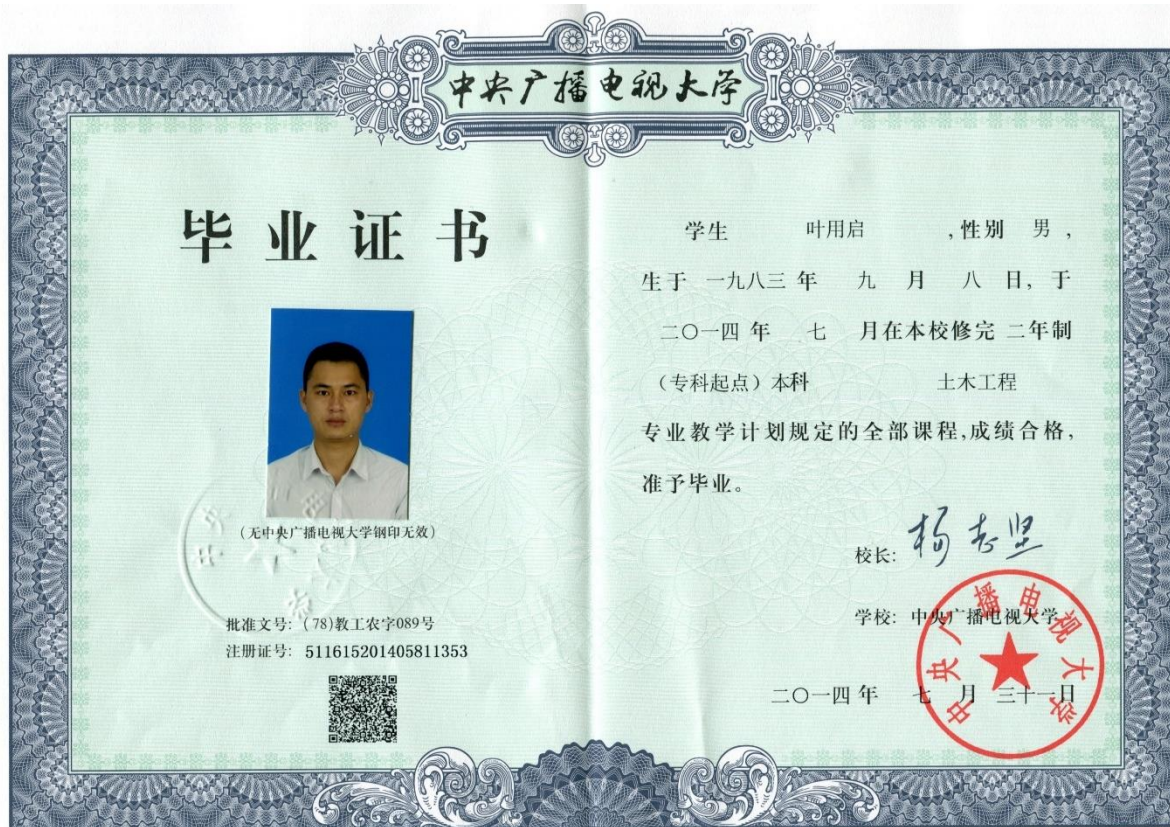 中央广播电视大学
毕业证书
(无中央广播电视大学钢印无效)
批准文号: (78)教工农字089号
注册证号: 511615201405811353
学生 叶用启 , 性别 男 ,
生于 一九八三 年 九 月 八 日, 于
二〇一四 年 七 月在本校修完 二年制
(专科起点) 本科 土木工程
专业教学计划规定的全部课程,成绩合格,
准予毕业。
校长: 杨志坚
学校: 中央广播电视大学
二〇一四 年 七 月 三十一日
中央广播电视大学